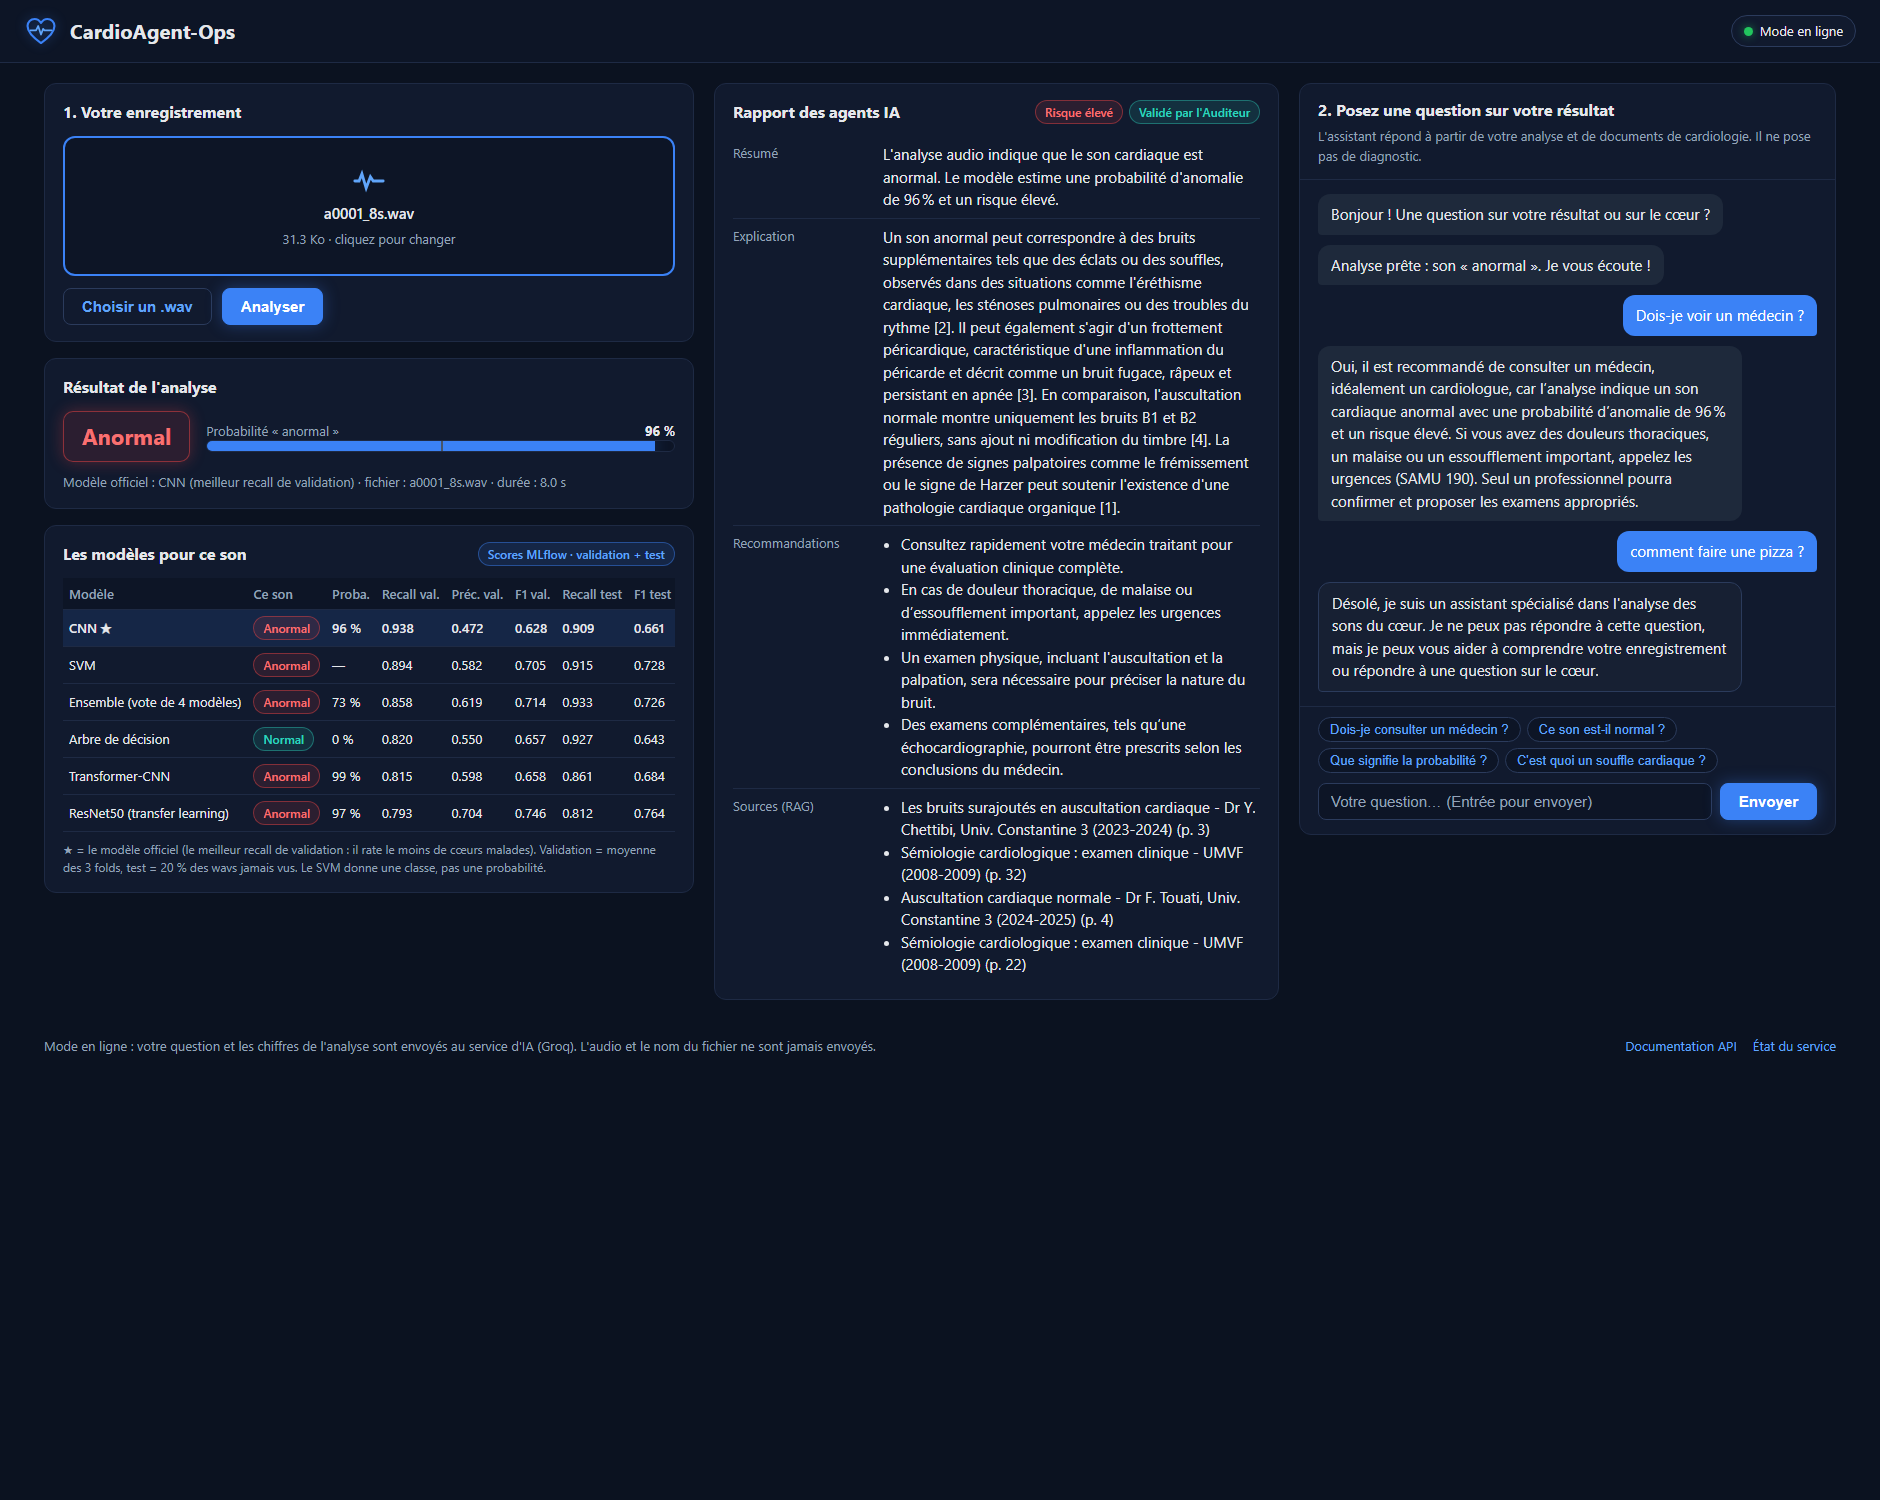 CardioAgent-Ops
Mode en ligne
1. Votre enregistrement
a0001_8s.wav
31.3 Ko · cliquez pour changer
Choisir un .wav
Analyser
Résultat de l'analyse
Anormal
Probabilité « anormal »
96 %
Modèle officiel : CNN (meilleur recall de validation) · fichier : a0001_8s.wav · durée : 8.0 s
Les modèles pour ce son
Scores MLflow · validation + test
Modèle Ce son Proba. Recall val. Préc. val. F1 val. Recall test F1 test
CNN ★ Anormal 96 % 0.938 0.472 0.628 0.909 0.661
SVM Anormal — 0.894 0.582 0.705 0.915 0.728
Ensemble (vote de 4 modèles) Anormal 73 % 0.858 0.619 0.714 0.933 0.726
Arbre de décision Normal 0 % 0.820 0.550 0.657 0.927 0.643
Transformer-CNN Anormal 99 % 0.815 0.598 0.658 0.861 0.684
ResNet50 (transfer learning) Anormal 97 % 0.793 0.704 0.746 0.812 0.764
★ = le modèle officiel (le meilleur recall de validation : il rate le moins de cœurs malades). Validation = moyenne
des 3 folds, test = 20 % des wavs jamais vus. Le SVM donne une classe, pas une probabilité.
Rapport des agents IA
Risque élevé
Validé par l'Auditeur
Résumé
L'analyse audio indique que le son cardiaque est
anormal. Le modèle estime une probabilité d'anomalie
de 96 % et un risque élevé.
Explication
Un son anormal peut correspondre à des bruits
supplémentaires tels que des éclats ou des souffles,
observés dans des situations comme l'éréthisme
cardiaque, les sténoses pulmonaires ou des troubles du
rythme [2]. Il peut également s'agir d'un frottement
péricardique, caractéristique d'une inflammation du
péricarde et décrit comme un bruit fugace, râpeux et
persistant en apnée [3]. En comparaison, l'auscultation
normale montre uniquement les bruits B1 et B2
réguliers, sans ajout ni modification du timbre [4]. La
présence de signes palpatoires comme le frémissement
ou le signe de Harzer peut soutenir l'existence d'une
pathologie cardiaque organique [1].
Recommandations
• Consultez rapidement votre médecin traitant pour
une évaluation clinique complète.
• En cas de douleur thoracique, de malaise ou
d’essoufflement important, appelez les urgences
immédiatement.
• Un examen physique, incluant l'auscultation et la
palpation, sera nécessaire pour préciser la nature du
bruit.
• Des examens complémentaires, tels qu’une
échocardiographie, pourront être prescrits selon les
conclusions du médecin.
Sources (RAG)
• Les bruits surajoutés en auscultation cardiaque - Dr Y.
Chettibi, Univ. Constantine 3 (2023-2024) (p. 3)
• Sémiologie cardiologique : examen clinique - UMVF
(2008-2009) (p. 32)
• Auscultation cardiaque normale - Dr F. Touati, Univ.
Constantine 3 (2024-2025) (p. 4)
• Sémiologie cardiologique : examen clinique - UMVF
(2008-2009) (p. 22)
2. Posez une question sur votre résultat
L'assistant répond à partir de votre analyse et de documents de cardiologie. Il ne pose
pas de diagnostic.
Bonjour ! Une question sur votre résultat ou sur le cœur ?
Analyse prête : son « anormal ». Je vous écoute !
Dois-je voir un médecin ?
Oui, il est recommandé de consulter un médecin,
idéalement un cardiologue, car l’analyse indique un son
cardiaque anormal avec une probabilité d’anomalie de 96 %
et un risque élevé. Si vous avez des douleurs thoraciques,
un malaise ou un essoufflement important, appelez les
urgences (SAMU 190). Seul un professionnel pourra
confirmer et proposer les examens appropriés.
comment faire une pizza ?
Désolé, je suis un assistant spécialisé dans l'analyse des
sons du cœur. Je ne peux pas répondre à cette question,
mais je peux vous aider à comprendre votre enregistrement
ou répondre à une question sur le cœur.
Dois-je consulter un médecin ?
Ce son est-il normal ?
Que signifie la probabilité ?
C'est quoi un souffle cardiaque ?
Votre question… (Entrée pour envoyer)
Envoyer
Mode en ligne : votre question et les chiffres de l'analyse sont envoyés au service d'IA (Groq). L'audio et le nom du fichier ne sont jamais envoyés.
Documentation API
État du service